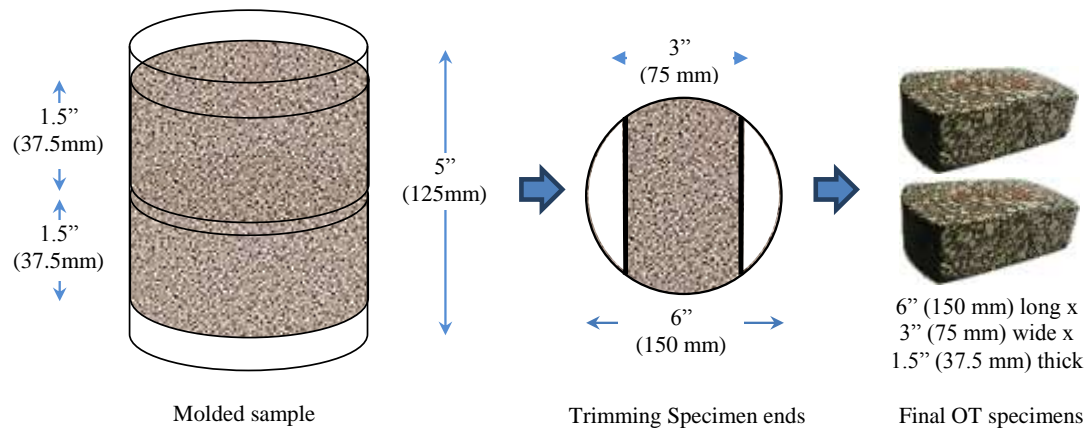 1.5”
(37.5mm)
1.5”
(37.5mm)
5”
(125mm)
Molded sample
3”
(75 mm)
6”
(150 mm)
Trimming Specimen ends
6” (150 mm) long x
3” (75 mm) wide x
1.5” (37.5 mm) thick
Final OT specimens